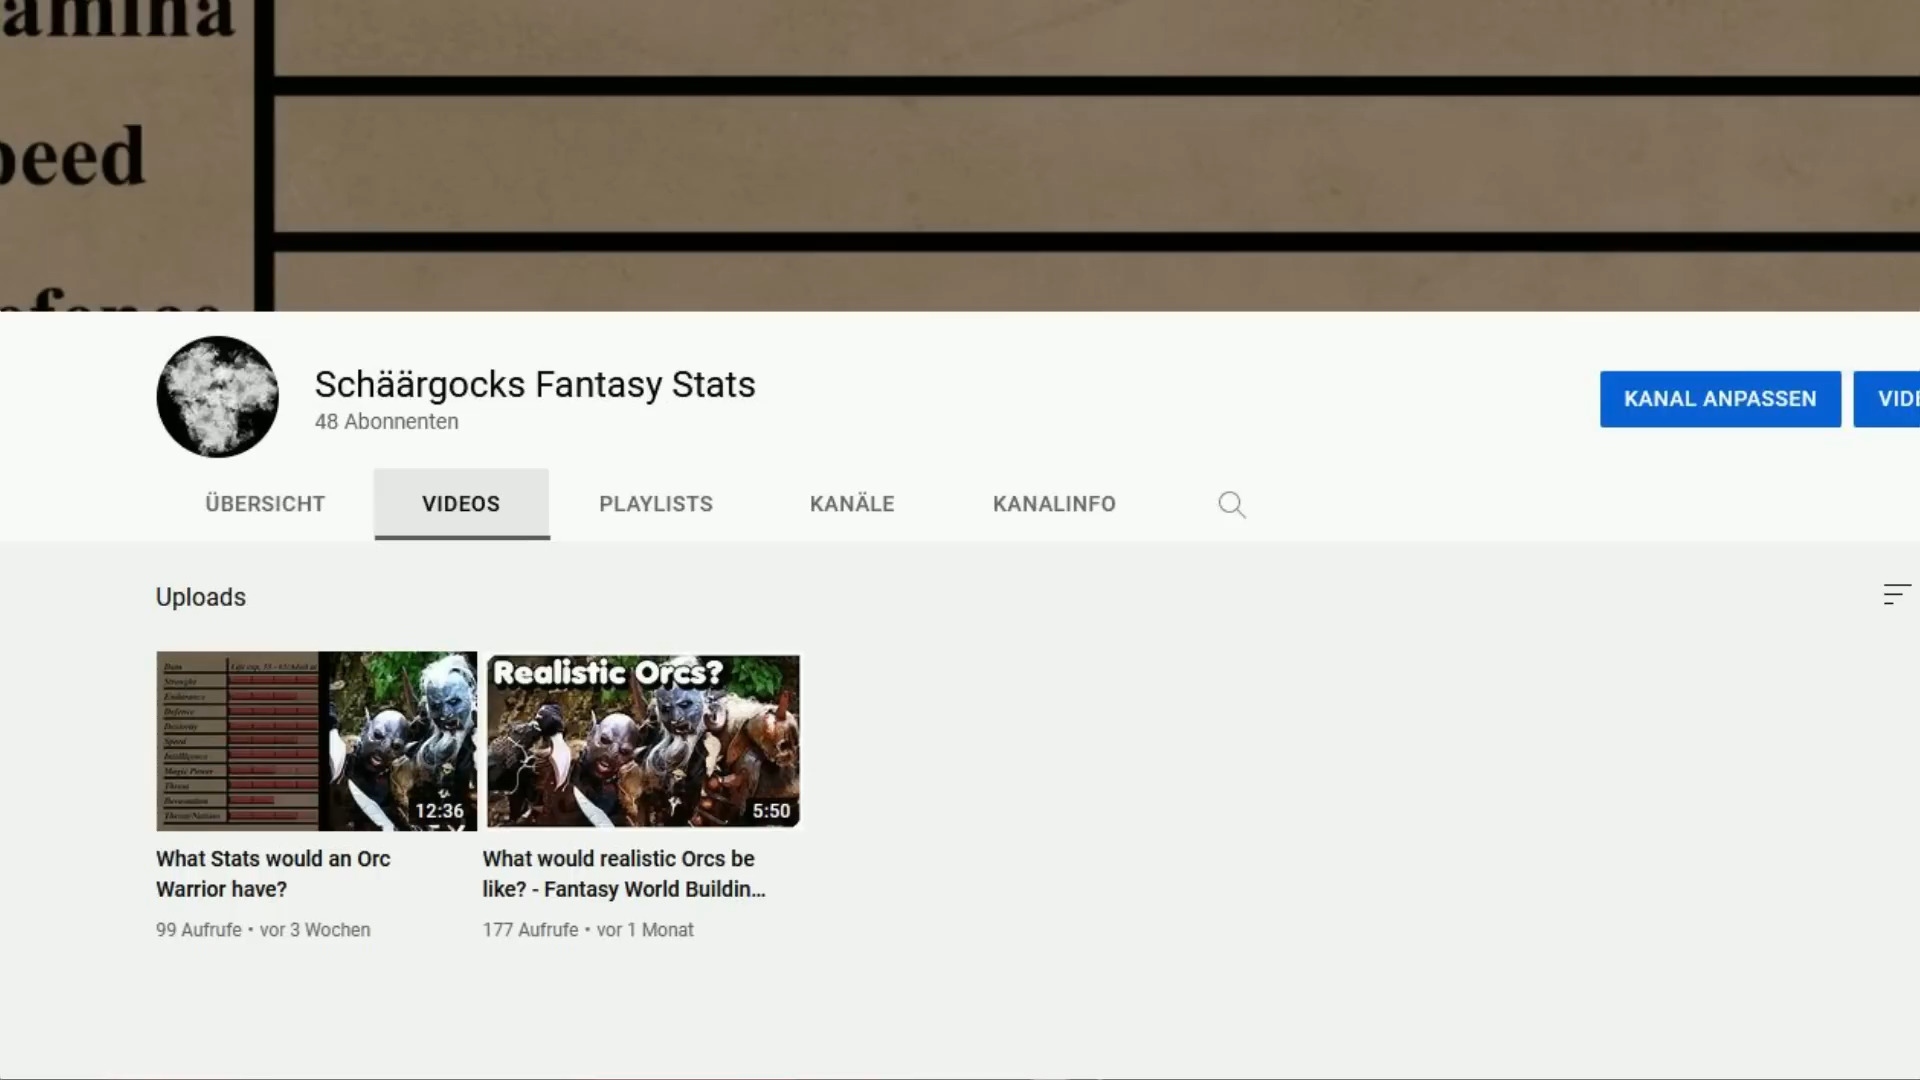 Schäärgocks Fantasy Stats
48 Abonnenten
KANAL ANPASSEN
ÜBERSICHT
VIDEOS
PLAYLISTS
KANÄLE
KANALINFO
Uploads
Realistic Orcs?
12:36
5:50
What Stats would an Orc
Warrior have?
99 Aufrufe • vor 3 Wochen
What would realistic Orcs be
like? - Fantasy World Buildin...
177 Aufrufe • vor 1 Monat